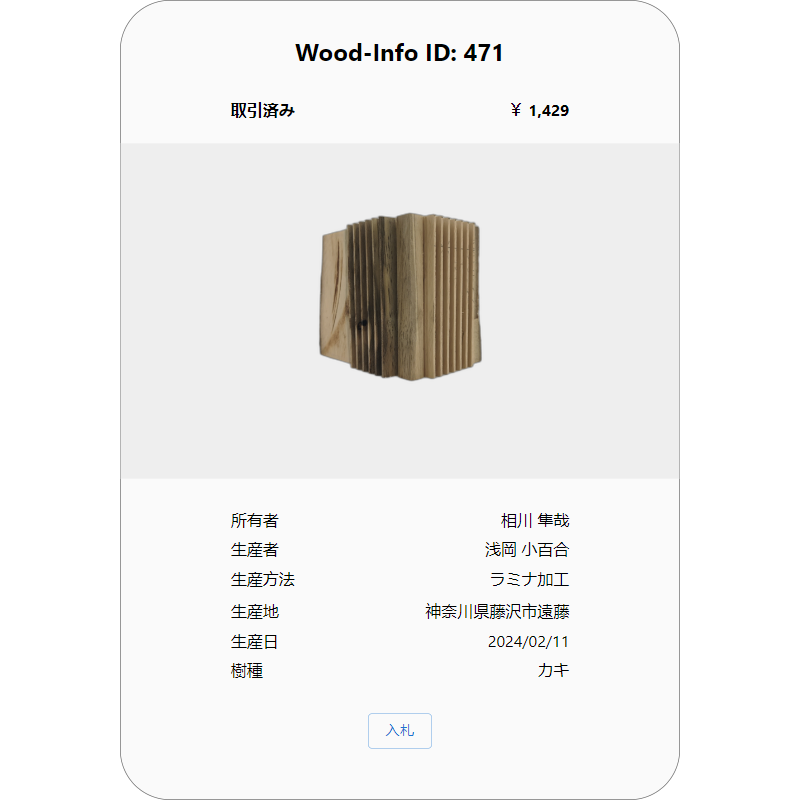 Wood-Info ID: 471
取引済み ￥ 1,429
所有者 相川 隼哉
生産者 浅岡 小百合
生産方法 ラミナ加工
生産地 神奈川県藤沢市遠藤
生産日 2024/02/11
樹種 カキ
入札